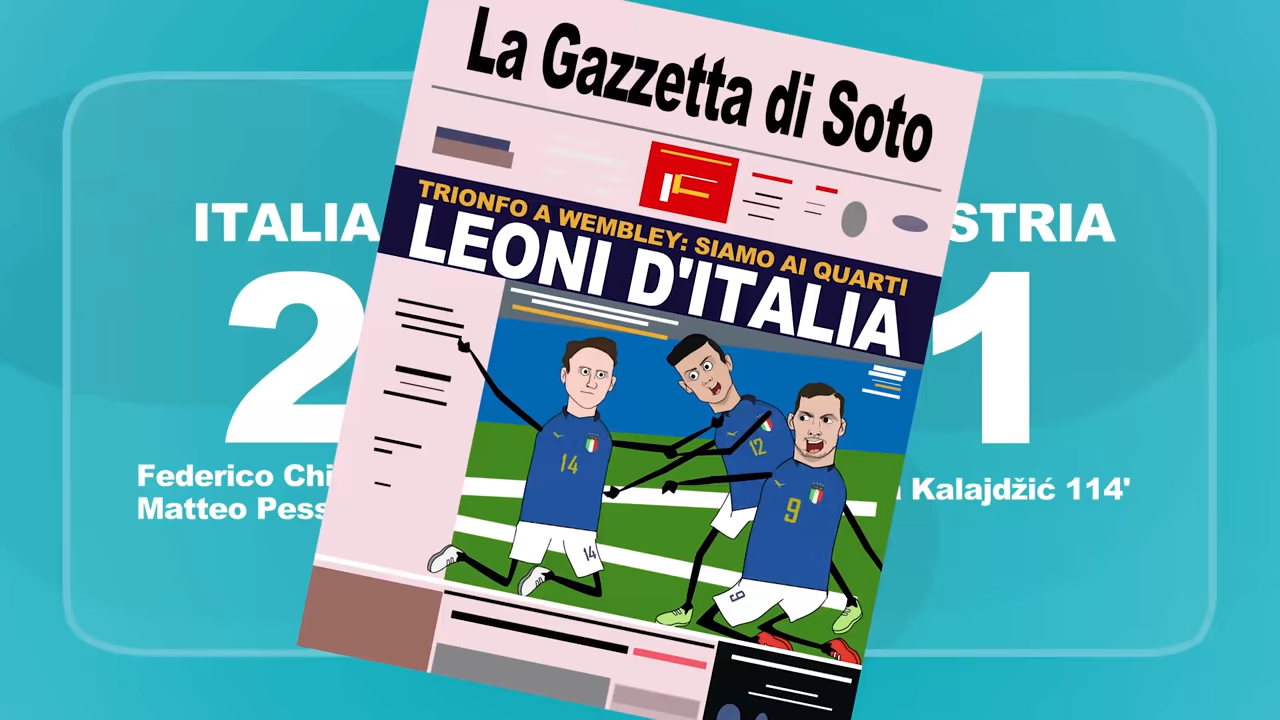 La Gazzetta di Soto
TRIONFO A WEMBLEY: SIAMO AI QUARTI
LEONI D'ITALIA
ITALIA
STRIA
2
1
Federico Chi
Matteo Pess
Kalajdžić 114'
14
12
9
14
9